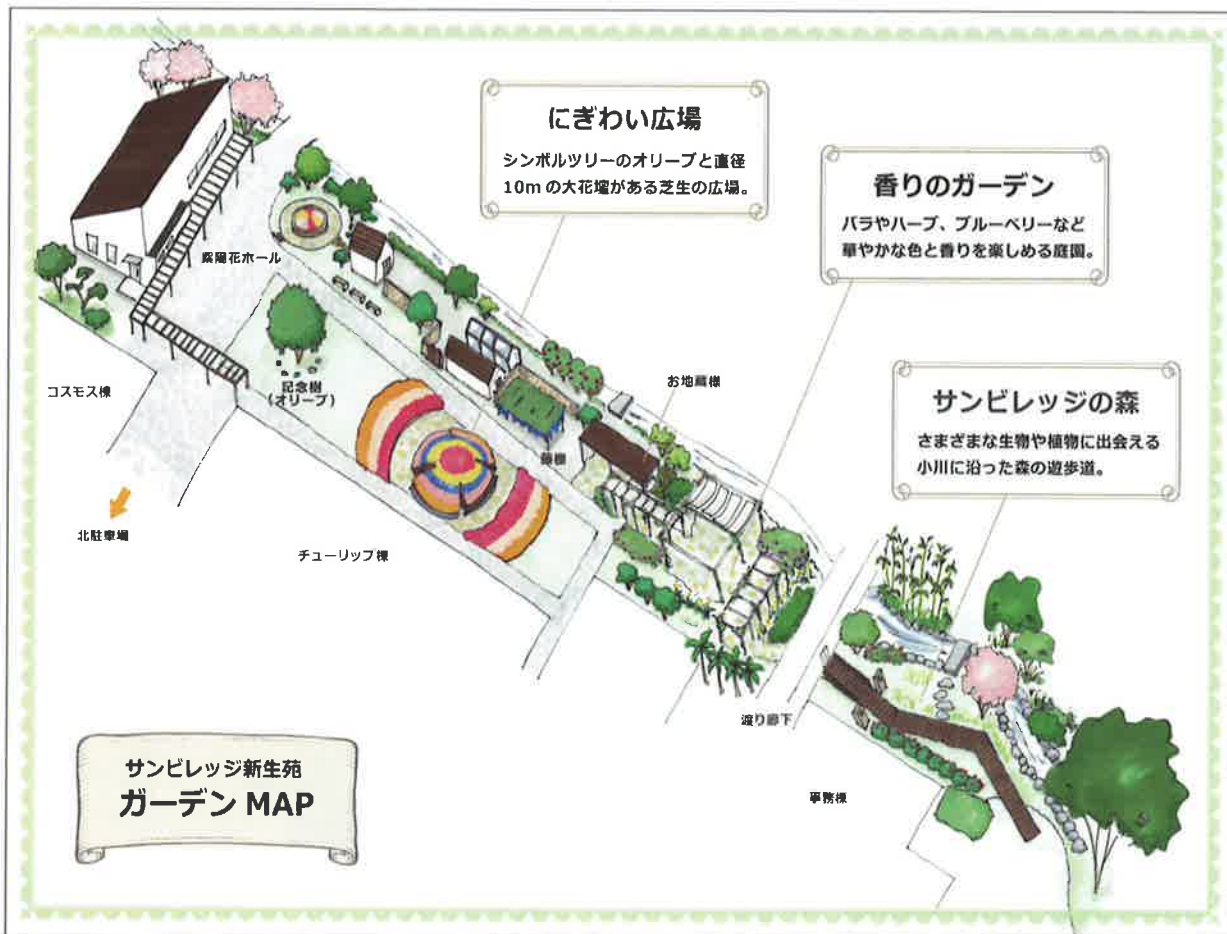 にぎわい広場
シンボルツリーのオリーブと直径
10mの大花壇がある芝生の広場。
香りのガーデン
バラやハーブ、ブルーベリーなど
華やかな色と香りを楽しめる庭園。
サンビレッジの森
さまざまな生物や植物に出会える
小川に沿った森の遊歩道。
紫陽花ホール
コスモス棟
記念樹
(オリーブ)
お地蔵様
藤棚
北駐車場
チューリップ棟
渡り廊下
事務棟
サンビレッジ新生苑
ガーデン MAP